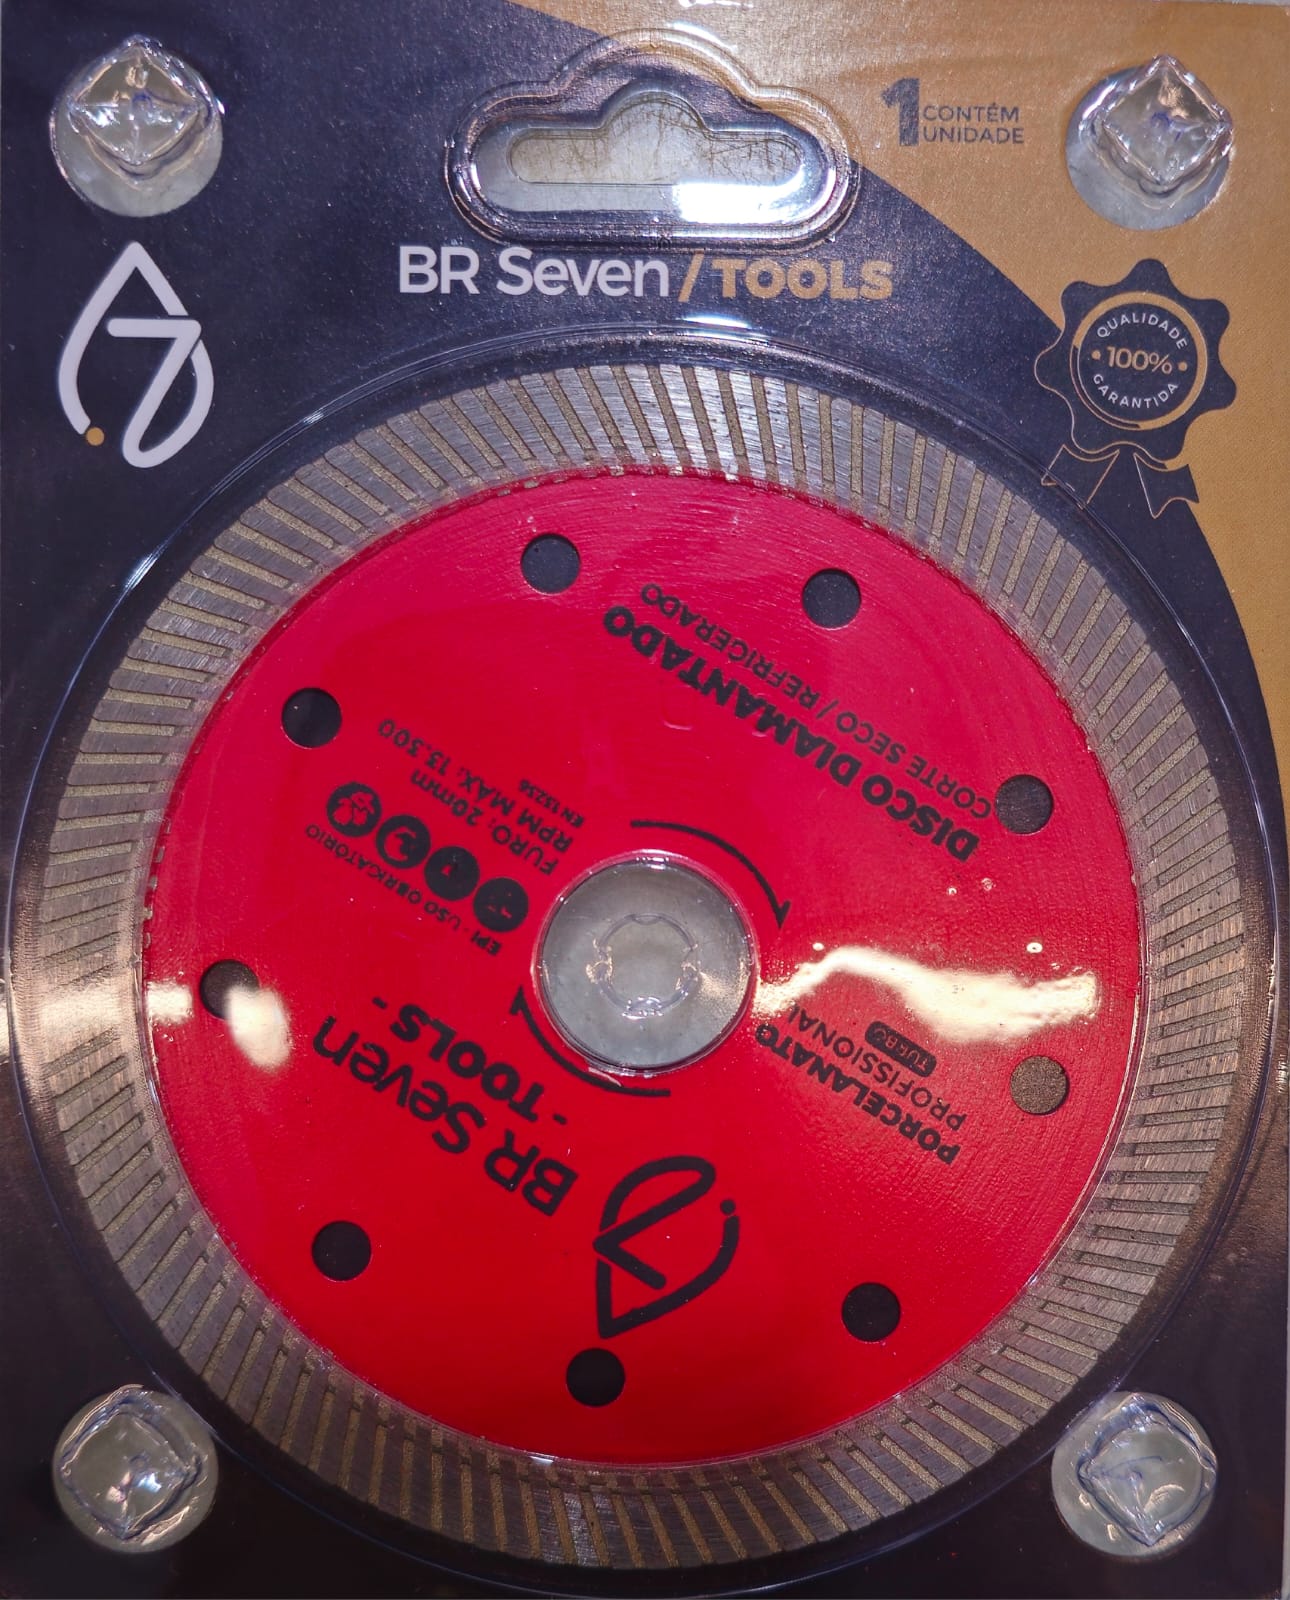 1 CONTÉM
UNIDADE
BR Seven / TOOLS
QUALIDADE
100%
GARANTIDA
DISCO DIAMANTADO
CORTE SECO / REFRIGERADO
FURO: 20mm
RPM MÁX: 13.300
EN 13236
EPI - USO OBRIGATÓRIO
BR Seven
- TOOLS -
PORCELANATO
PROFISSIONAL
TURBO